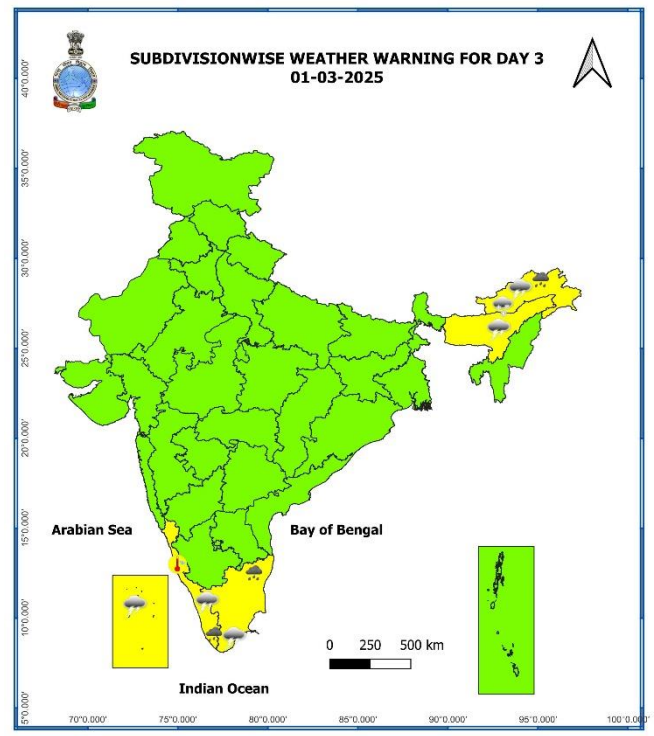 SUBDIVISIONWISE WEATHER WARNING FOR DAY 3
01-03-2025
40°0.000'
35°0.000'
30°0.000'
25°0.000'
20°0.000'
15°0.000'
10°0.000'
5°0.000'
Arabian Sea
Bay of Bengal
0 250 500 km
Indian Ocean
70°0.000' 75°0.000' 80°0.000' 85°0.000' 90°0.000' 95°0.000' 100°0.000'